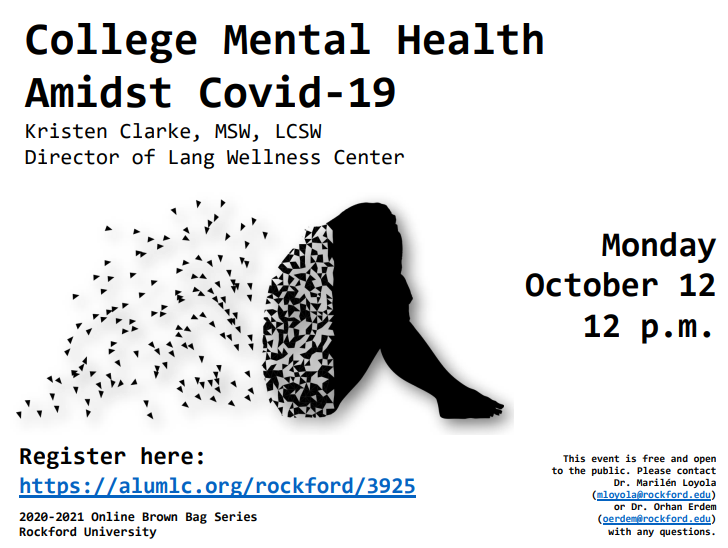 College Mental Health
Amidst Covid-19
Kristen Clarke, MSW, LCSW
Director of Lang Wellness Center
Monday
October 12
12 p.m.
Register here:
https://alumlc.org/rockford/3925
2020-2021 Online Brown Bag Series
Rockford University
This event is free and open
to the public. Please contact
Dr. Marilén Loyola
(mloyola@rockford.edu)
or Dr. Orhan Erdem
(oerdem@rockford.edu)
with any questions.